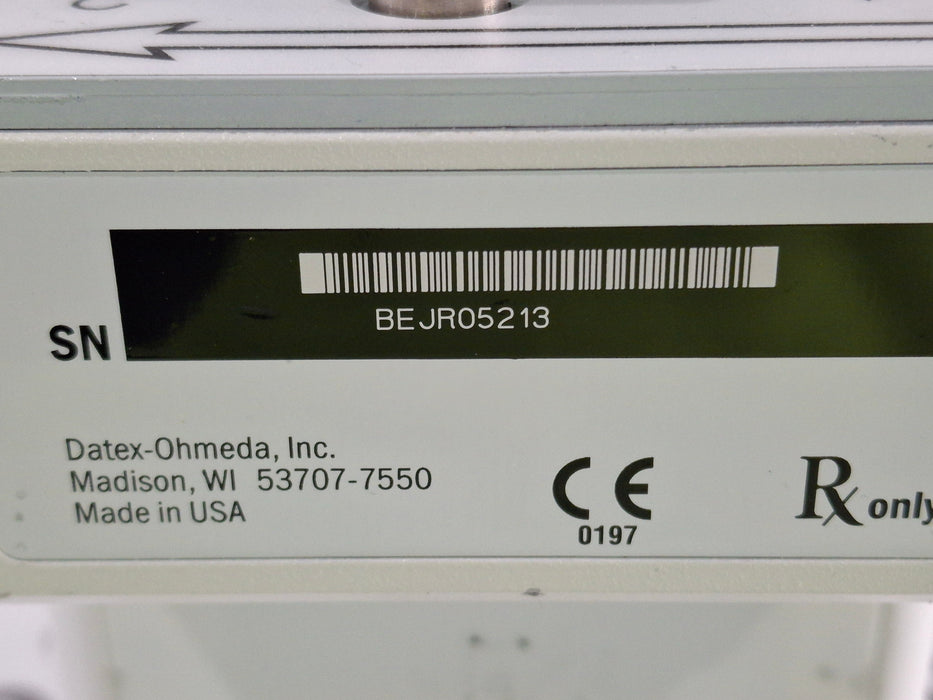 C
SN
BEJR05213
Datex-Ohmeda, Inc.
Madison, WI 53707-7550
Made in USA
CE
0197
Rx only